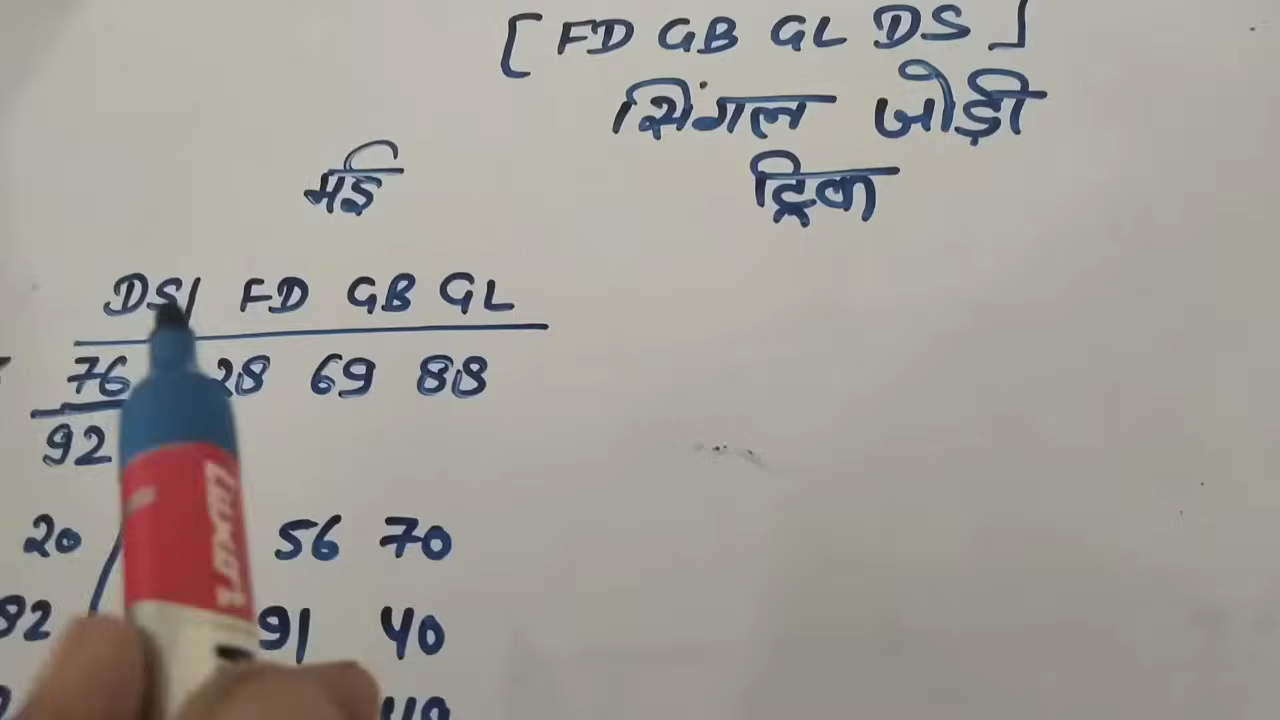 [ FD GB GL DS ]
सिंगल जोड़ी
ट्रिक
मई
DS FD GB GL
76 28 69 88
92
20 56 70
82 91 40
Luxor